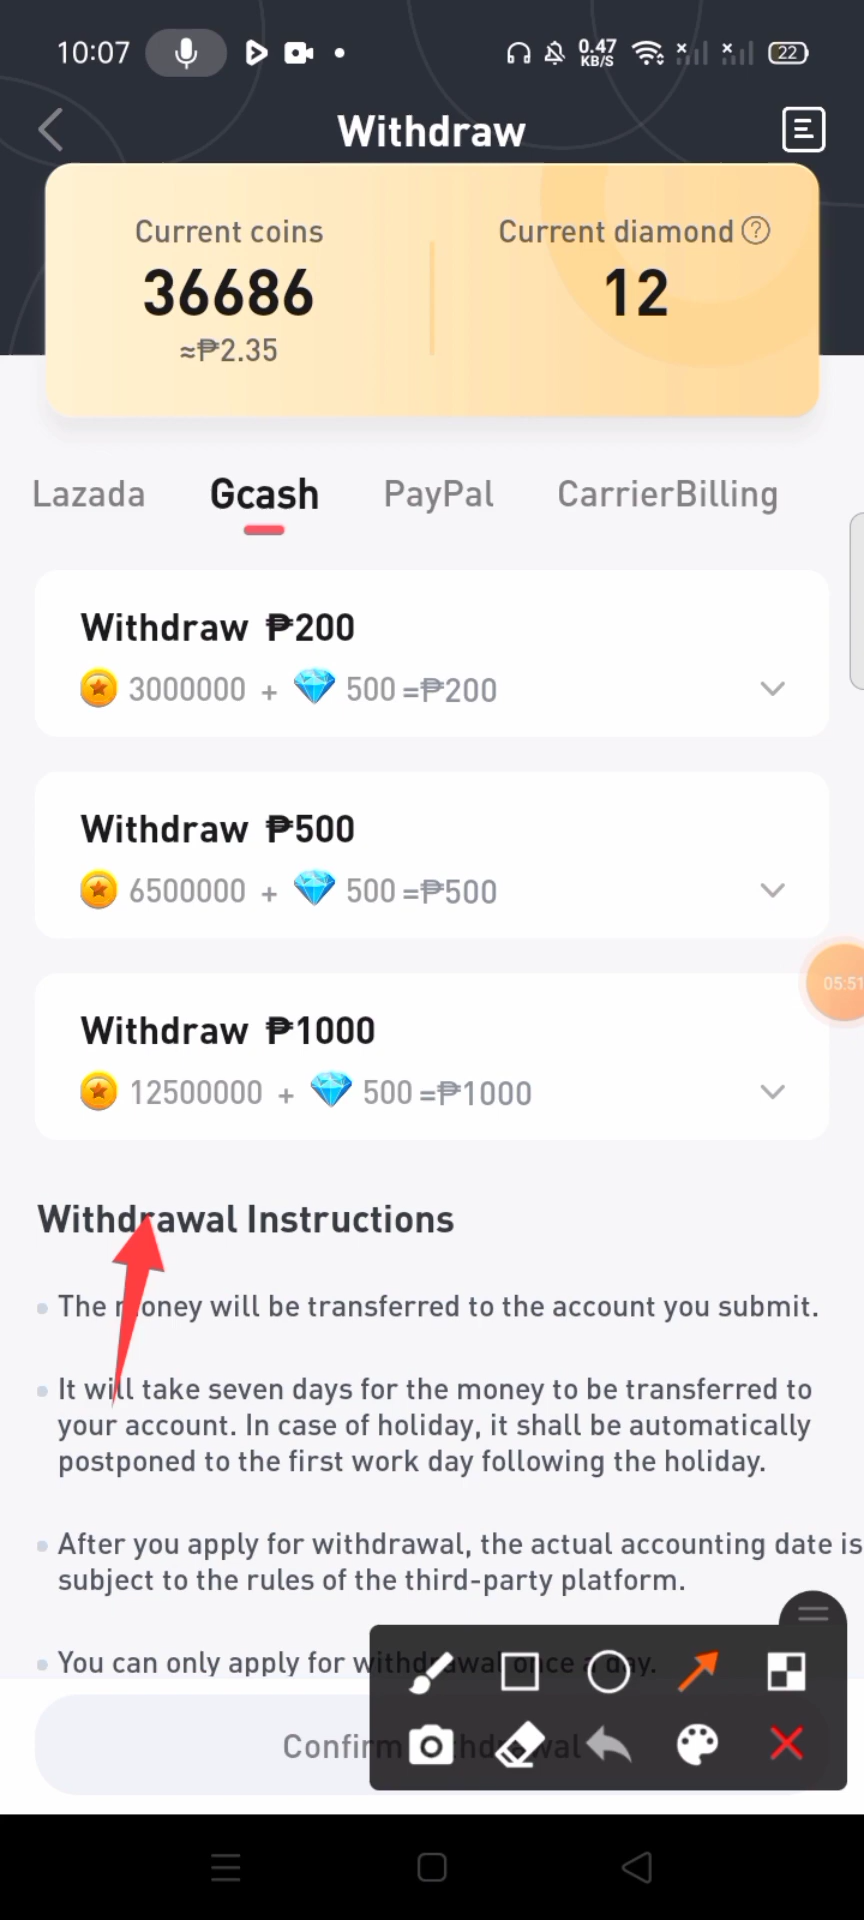 10:07
0.47
KB/S
22
Withdraw
Current coins
Current diamond ?
36686
12
≈₱2.35
Lazada Gcash PayPal CarrierBilling
Withdraw ₱200
3000000 + 500 =₱200
Withdraw ₱500
6500000 + 500 =₱500
05:51
Withdraw ₱1000
12500000 + 500 =₱1000
Withdrawal Instructions
The money will be transferred to the account you submit.
It will take seven days for the money to be transferred to
your account. In case of holiday, it shall be automatically
postponed to the first work day following the holiday.
After you apply for withdrawal, the actual accounting date is
subject to the rules of the third-party platform.
You can only apply for withdrawal once a day.
Confirm withdrawal